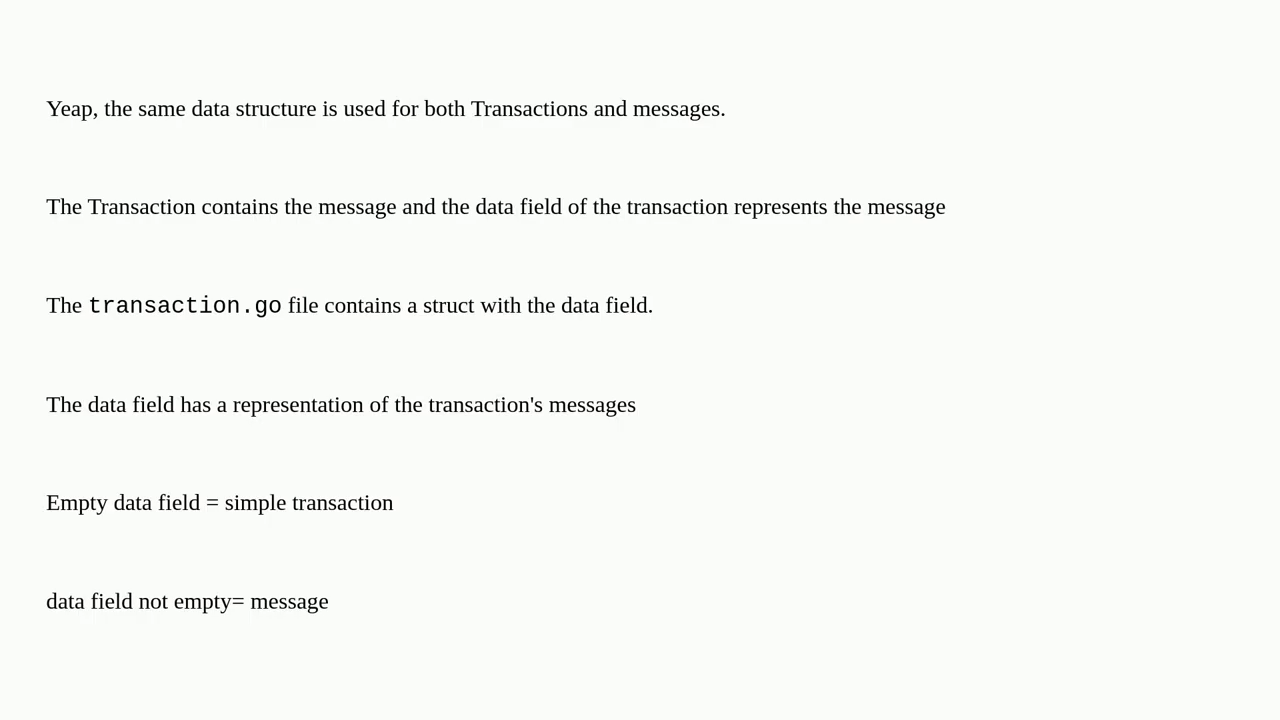 Yeap, the same data structure is used for both Transactions and messages.
The Transaction contains the message and the data field of the transaction represents the message
The transaction.go file contains a struct with the data field.
The data field has a representation of the transaction's messages
Empty data field = simple transaction
data field not empty= message